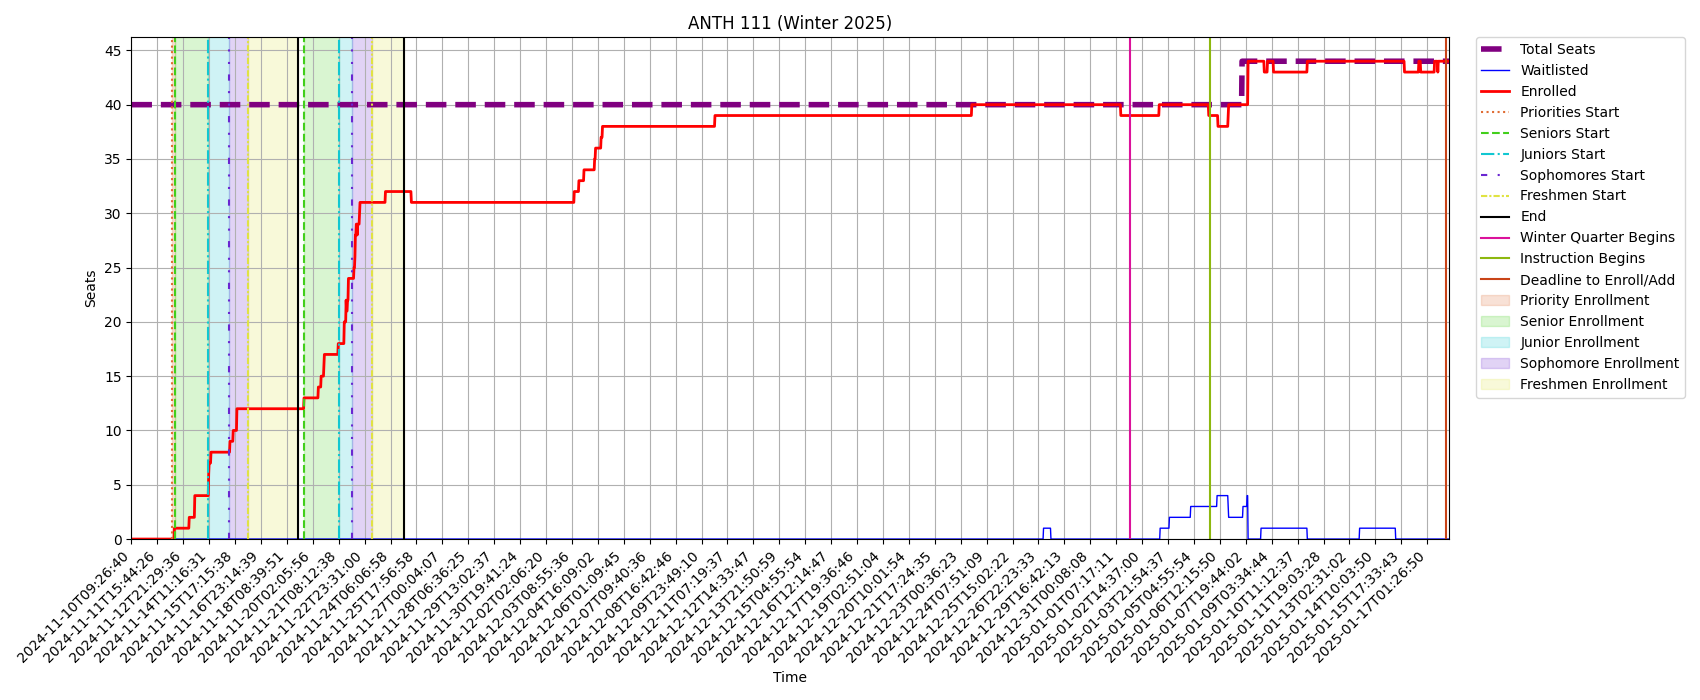 ANTH 111 (Winter 2025)
Seats
45
40
35
30
25
20
15
10
5
0
2024-11-10T09:26:40
2024-11-11T15:44:26
2024-11-12T21:29:36
2024-11-14T11:16:31
2024-11-15T17:15:38
2024-11-16T23:14:39
2024-11-18T08:39:51
2024-11-20T02:05:56
2024-11-21T08:12:38
2024-11-22T23:31:00
2024-11-24T06:06:58
2024-11-25T17:56:58
2024-11-27T00:04:07
2024-11-28T06:36:25
2024-11-29T13:02:37
2024-11-30T19:41:24
2024-12-02T02:06:20
2024-12-03T08:55:36
2024-12-04T16:09:02
2024-12-06T01:09:45
2024-12-07T09:40:36
2024-12-08T16:42:46
2024-12-09T23:49:10
2024-12-11T07:19:37
2024-12-12T14:33:47
2024-12-13T21:50:59
2024-12-15T04:55:54
2024-12-16T12:14:47
2024-12-17T19:36:46
2024-12-19T02:51:04
2024-12-20T10:01:54
2024-12-21T17:24:35
2024-12-23T00:36:23
2024-12-24T07:51:09
2024-12-25T15:02:22
2024-12-26T22:23:33
2024-12-29T16:42:13
2024-12-31T00:08:08
2025-01-01T07:17:11
2025-01-02T14:37:00
2025-01-03T21:54:37
2025-01-05T04:55:54
2025-01-06T12:15:50
2025-01-07T19:44:02
2025-01-09T03:34:44
2025-01-10T11:12:37
2025-01-11T19:03:28
2025-01-13T02:31:02
2025-01-14T10:03:50
2025-01-15T17:33:43
2025-01-17T01:26:50
Time
Total Seats
Waitlisted
Enrolled
Priorities Start
Seniors Start
Juniors Start
Sophomores Start
Freshmen Start
End
Winter Quarter Begins
Instruction Begins
Deadline to Enroll/Add
Priority Enrollment
Senior Enrollment
Junior Enrollment
Sophomore Enrollment
Freshmen Enrollment